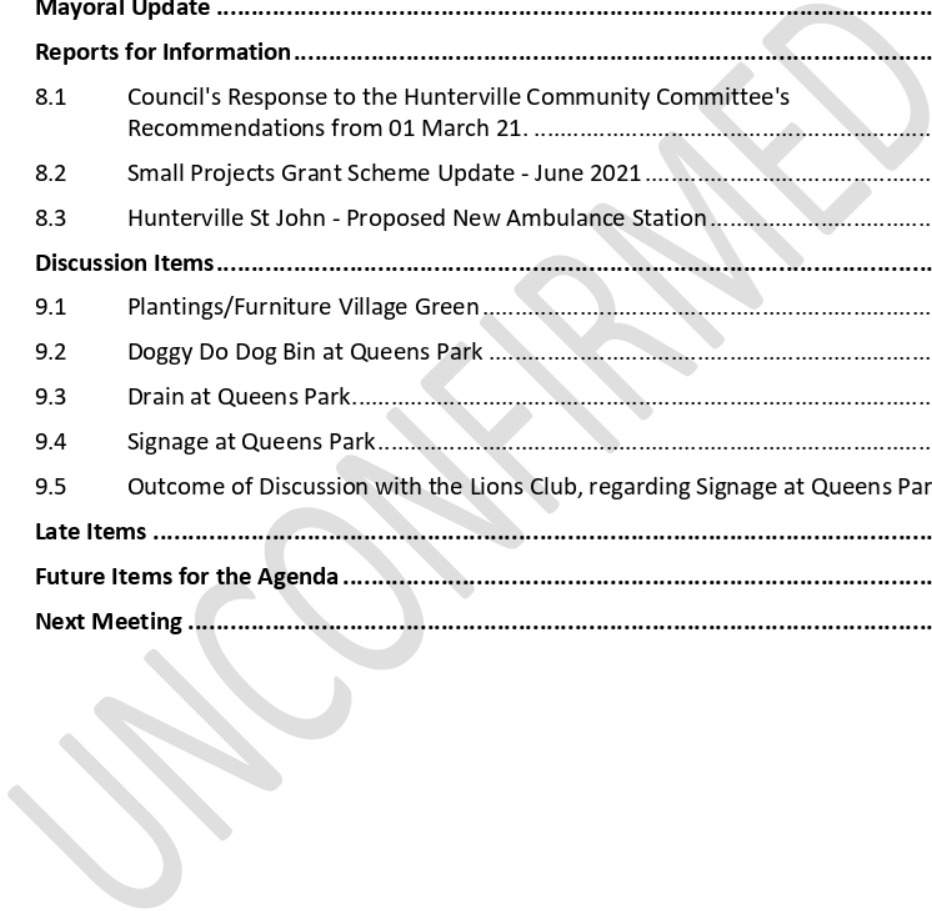 Mayoral Update ................................................................................................
Reports for Information ................................................................................................
8.1 Council's Response to the Hunterville Community Committee's
Recommendations from 01 March 21. ................................................................
8.2 Small Projects Grant Scheme Update - June 2021 ................................................
8.3 Hunterville St John - Proposed New Ambulance Station ................................
Discussion Items ................................................................................................
9.1 Plantings/Furniture Village Green ................................................................
9.2 Doggy Do Dog Bin at Queens Park ................................................................
9.3 Drain at Queens Park ................................................................................
9.4 Signage at Queens Park ................................................................................
9.5 Outcome of Discussion with the Lions Club, regarding Signage at Queens Par
Late Items ................................................................................................
Future Items for the Agenda ................................................................................
Next Meeting ................................................................................................
UNCONFIRMED